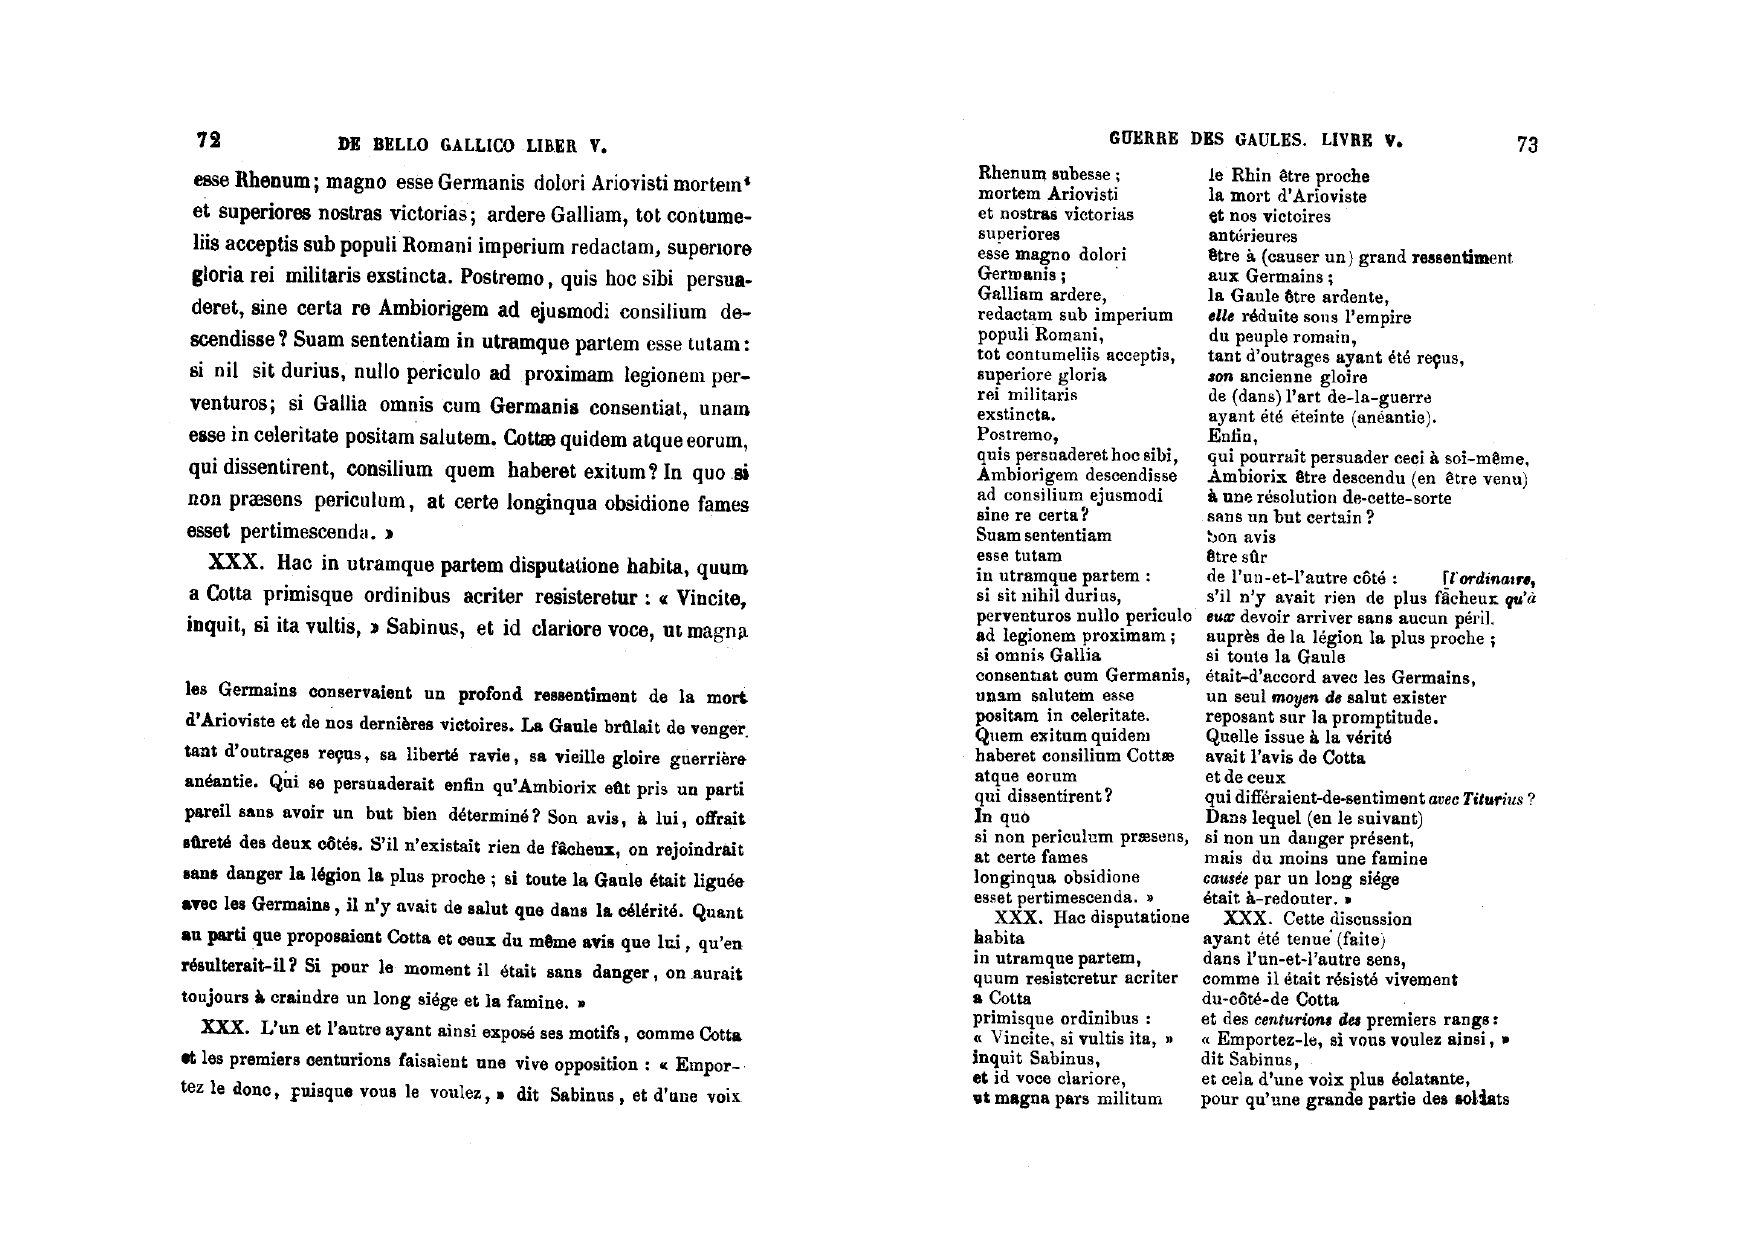 72
DE BELLO GALLICO LIBER V.
esse Rhenum; magno esse Germanis dolori Ariovisti mortem¹
et superiores nostras victorias; ardere Galliam, tot contume-
liis acceptis sub populi Romani imperium redactam, superiore
gloria rei militaris exstincta. Postremo, quis hoc sibi persua-
deret, sine certa re Ambiorigem ad ejusmodi consilium de-
scendisse? Suam sententiam in utramque partem esse tutam:
si nil sit durius, nullo periculo ad proximam legionem per-
venturos; si Gallia omnis cum Germanis consentiat, unam
esse in celeritate positam salutem. Cottæ quidem atque eorum,
qui dissentirent, consilium quem haberet exitum? In quo si
non præsens periculum, at certe longinqua obsidione fames
esset pertimescenda. »
XXX. Hac in utramque partem disputatione habita, quum
a Cotta primisque ordinibus acriter resisteretur : « Vincite,
inquit, si ita vultis, » Sabinus, et id clariore voce, ut magna
les Germains conservaient un profond ressentiment de la mort
d'Arioviste et de nos dernières victoires. La Gaule brûlait de venger
tant d'outrages reçus, sa liberté ravie, sa vieille gloire guerrière
anéantie. Qui se persuaderait enfin qu'Ambiorix eût pris un parti
pareil sans avoir un but bien déterminé? Son avis, à lui, offrait
sûreté des deux côtés. S'il n'existait rien de fâcheux, on rejoindrait
sans danger la légion la plus proche; si toute la Gaule était liguée
avec les Germains, il n'y avait de salut que dans la célérité. Quant
au parti que proposaient Cotta et ceux du même avis que lui, qu'en
résulterait-il? Si pour le moment il était sans danger, on aurait
toujours à craindre un long siége et la famine. »
XXX. L'un et l'autre ayant ainsi exposé ses motifs, comme Cotta
et les premiers centurions faisaient une vive opposition : « Empor-
tez le donc, puisque vous le voulez, » dit Sabinus, et d'une voix
GUERRE DES GAULES. LIVRE V.
73
Rhenum subesse;
mortem Ariovisti
et nostras victorias
superiores
esse magno dolori
Germanis;
Galliam ardere,
redactam sub imperium
populi Romani,
tot contumeliis acceptis,
superiore gloria
rei militaris
exstincta.
Postremo,
quis persuaderet hoc sibi,
Ambiorigem descendisse
ad consilium ejusmodi
sine re certa?
Suam sententiam
esse tutam
in utramque partem :
si sit nihil durius,
perventuros nullo periculo
ad legionem proximam;
si omnis Gallia
consentiat cum Germanis,
unam salutem esse
positam in celeritate.
Quem exitum quidem
haberet consilium Cottæ
atque eorum
qui dissentirent?
In quo
si non periculum præsens,
at certe fames
longinqua obsidione
esset pertimescenda. »
XXX. Hac disputatione
habita
in utramque partem,
quum resisteretur acriter
a Cotta
primisque ordinibus :
« Vincite, si vultis ita, »
inquit Sabinus,
et id voce clariore,
ut magna pars militum
le Rhin être proche
la mort d'Arioviste
et nos victoires
antérieures
être à (causer un) grand ressentiment
aux Germains;
la Gaule être ardente,
elle réduite sous l'empire
du peuple romain,
tant d'outrages ayant été reçus,
son ancienne gloire
de (dans) l'art de-la-guerre
ayant été éteinte (anéantie).
Enfin,
qui pourrait persuader ceci à soi-même,
Ambiorix être descendu (en être venu)
à une résolution de-cette-sorte
sans un but certain?
Son avis
être sûr
de l'un-et-l'autre côté : [l'ordinaire,
s'il n'y avait rien de plus fâcheux qu'à
eux devoir arriver sans aucun péril
auprès de la légion la plus proche;
si toute la Gaule
était-d'accord avec les Germains,
un seul moyen de salut exister
reposant sur la promptitude.
Quelle issue à la vérité
avait l'avis de Cotta
et de ceux
qui différaient-de-sentiment avec Titurius?
Dans lequel (en le suivant)
si non un danger présent,
mais du moins une famine
causée par un long siége
était à-redouter. »
XXX. Cette discussion
ayant été tenue (faite)
dans l'un-et-l'autre sens,
comme il était résisté vivement
du-côté-de Cotta
et des centurions des premiers rangs:
« Emportez-le, si vous voulez ainsi, »
dit Sabinus,
et cela d'une voix plus éclatante,
pour qu'une grande partie des soldats